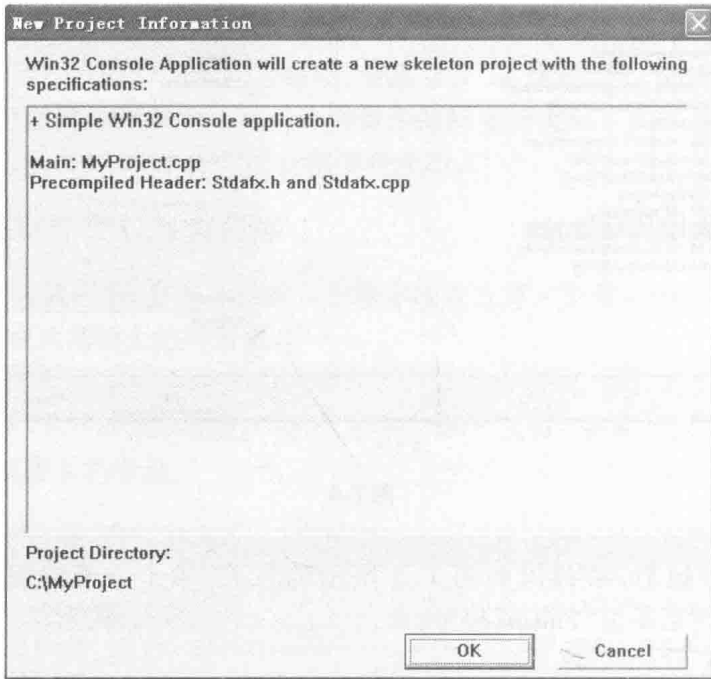 New Project Information
Win32 Console Application will create a new skeleton project with the following
specifications:
+ Simple Win32 Console application.
Main: MyProject.cpp
Precompiled Header: Stdafx.h and Stdafx.cpp
Project Directory:
C:\MyProject
OK
Cancel